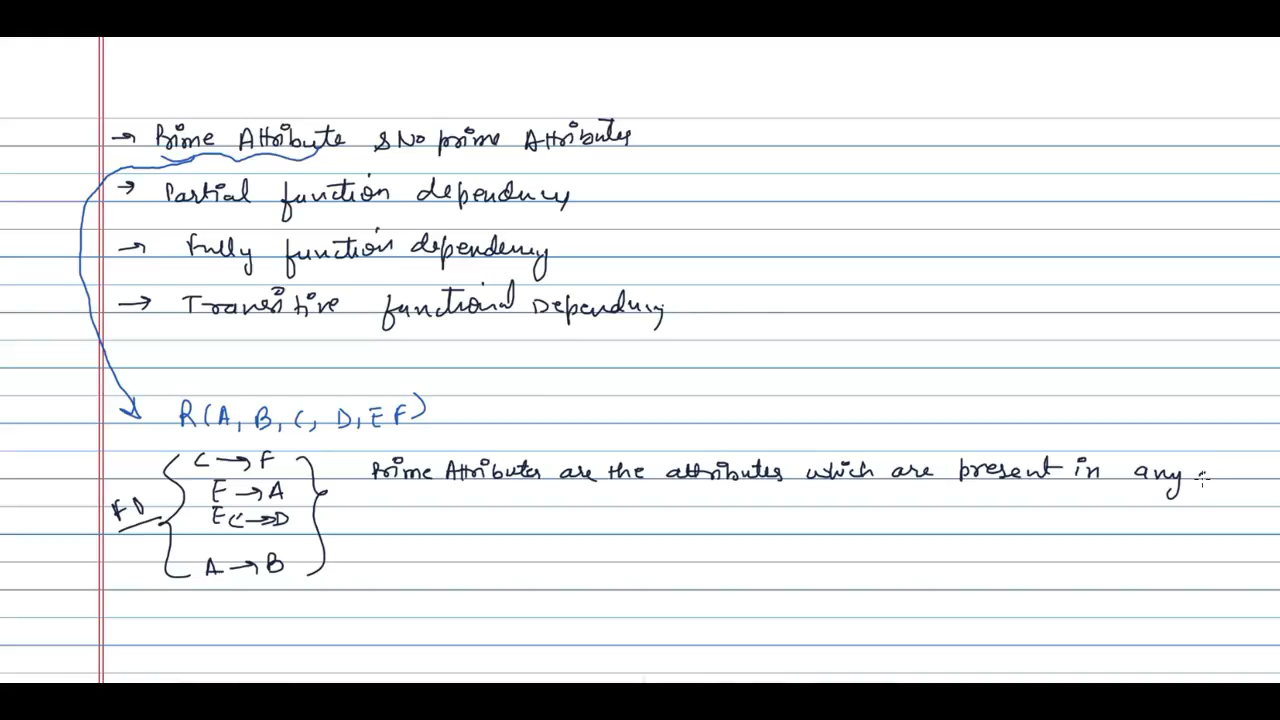 → Prime Attribute & No prime Attributes
→ Partial function dependency
→ Fully function dependency
→ Transitive functional Dependency
R(A, B, C, D, E F)
C → F
E → A
EC → D
A → B
FD
Prime Attributes are the attributes which are present in any